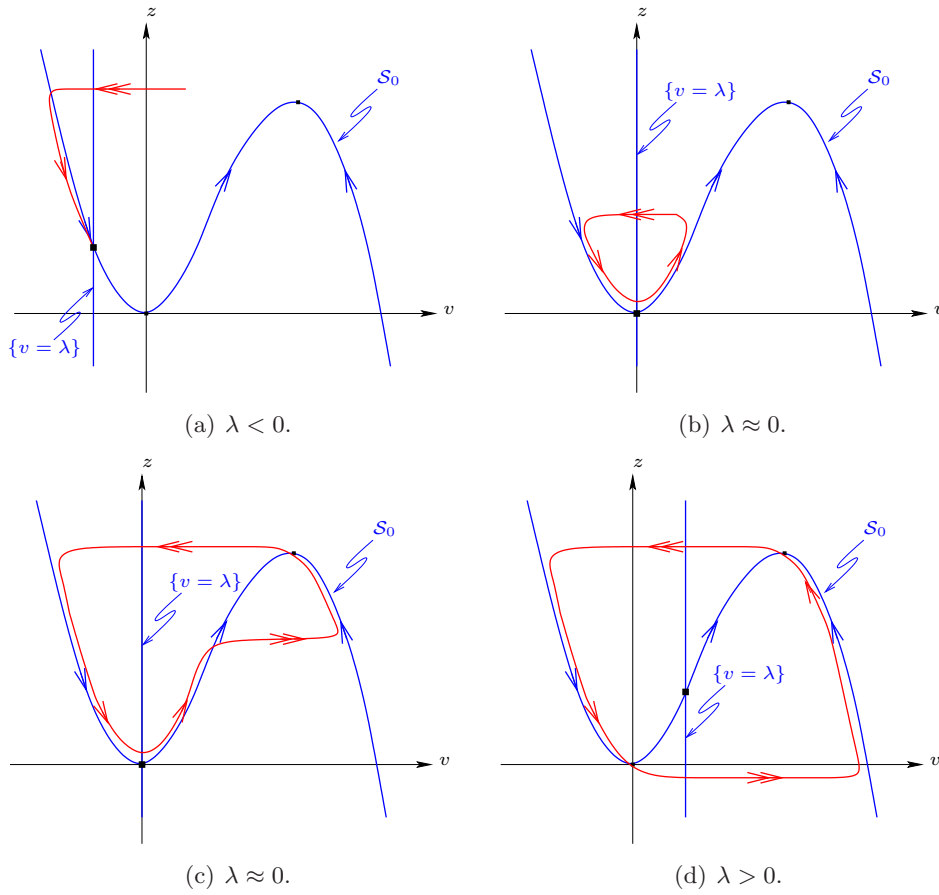 z
S₀
{v = λ}
v
(a) λ < 0.
z
S₀
{v = λ}
v
(b) λ ≈ 0.
z
S₀
{v = λ}
v
(c) λ ≈ 0.
z
S₀
{v = λ}
v
(d) λ > 0.